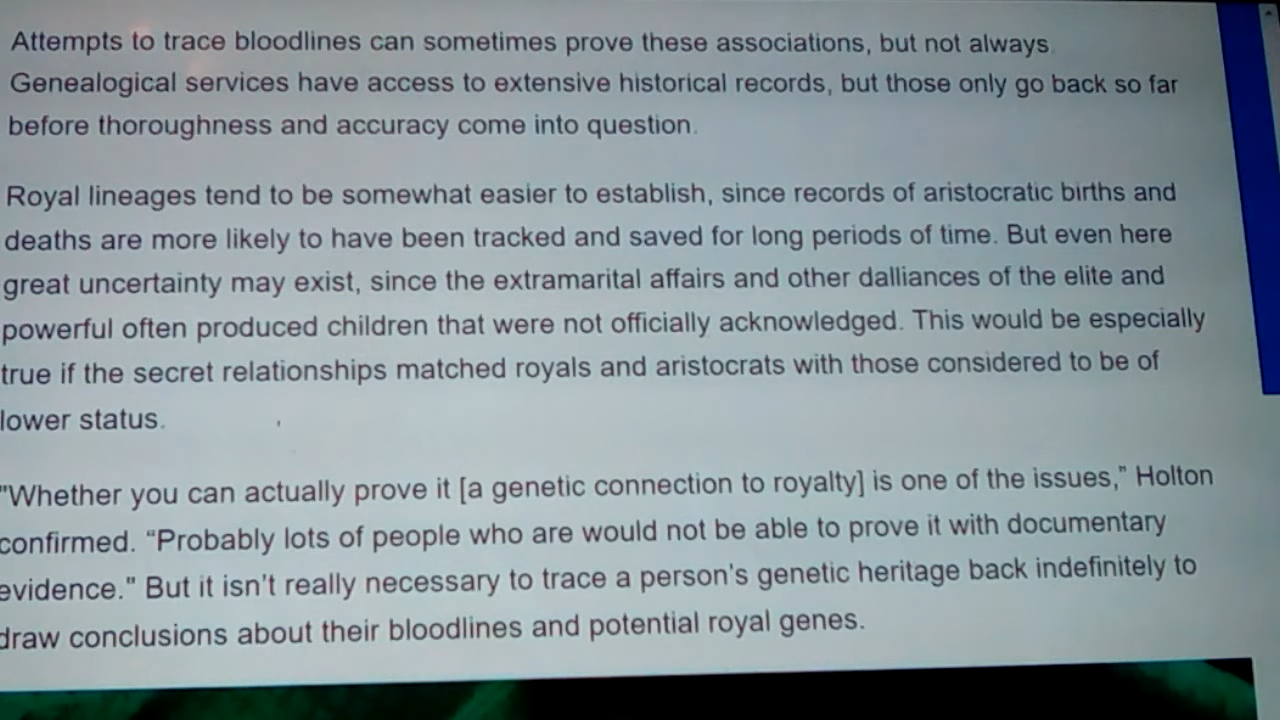 Attempts to trace bloodlines can sometimes prove these associations, but not always.
Genealogical services have access to extensive historical records, but those only go back so far
before thoroughness and accuracy come into question.
Royal lineages tend to be somewhat easier to establish, since records of aristocratic births and
deaths are more likely to have been tracked and saved for long periods of time. But even here
great uncertainty may exist, since the extramarital affairs and other dalliances of the elite and
powerful often produced children that were not officially acknowledged. This would be especially
true if the secret relationships matched royals and aristocrats with those considered to be of
lower status.
"Whether you can actually prove it [a genetic connection to royalty] is one of the issues,” Holton
confirmed. “Probably lots of people who are would not be able to prove it with documentary
evidence." But it isn't really necessary to trace a person's genetic heritage back indefinitely to
draw conclusions about their bloodlines and potential royal genes.